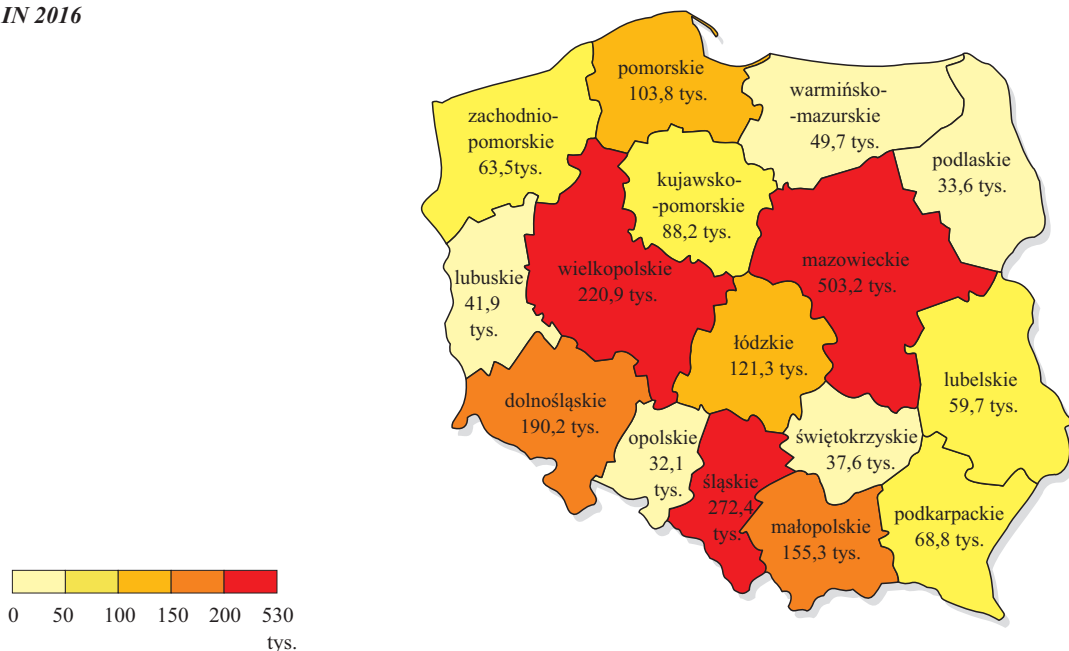 IN 2016
pomorskie
103,8 tys.
warmińsko-
-mazurskie
49,7 tys.
zachodnio-
pomorskie
63,5tys.
podlaskie
33,6 tys.
kujawsko-
-pomorskie
88,2 tys.
mazowieckie
503,2 tys.
wielkopolskie
220,9 tys.
lubuskie
41,9
tys.
łódzkie
121,3 tys.
lubelskie
59,7 tys.
dolnośląskie
190,2 tys.
opolskie
32,1
tys.
świętokrzyskie
37,6 tys.
śląskie
272,4
tys.
małopolskie
155,3 tys.
podkarpackie
68,8 tys.
0 50 100 150 200 530
tys.